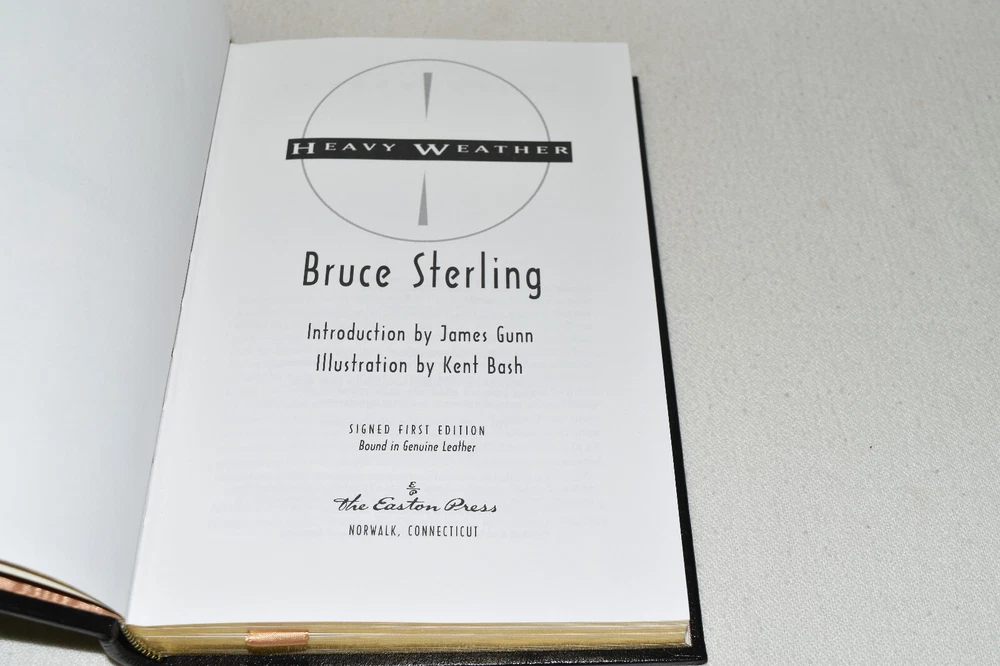 HEAVY WEATHER
Bruce Sterling
Introduction by James Gunn
Illustration by Kent Bash
SIGNED FIRST EDITION
Bound in Genuine Leather
E
P
The Easton Press
NORWALK, CONNECTICUT